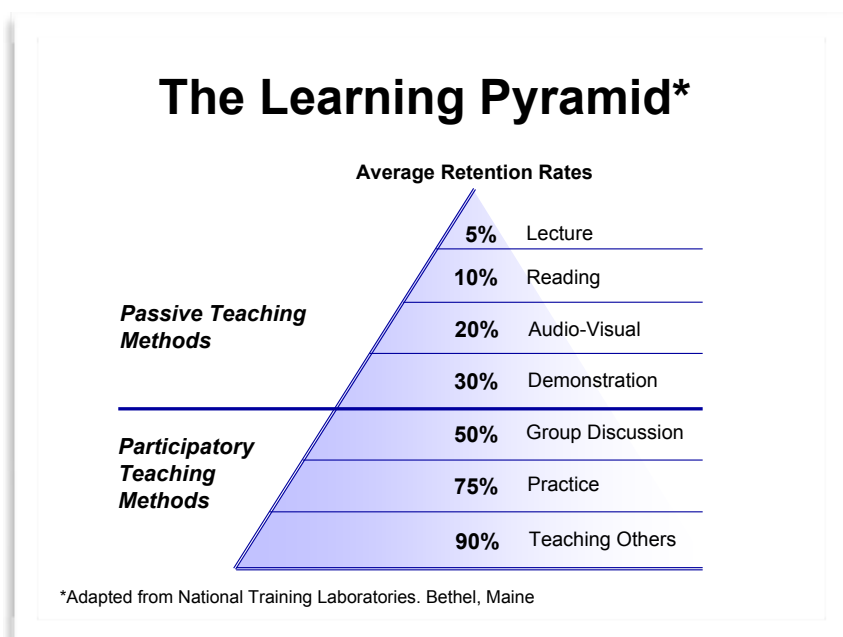 The Learning Pyramid*
Average Retention Rates
5% Lecture
10% Reading
Passive Teaching
Methods
20% Audio-Visual
30% Demonstration
Participatory
Teaching
Methods
50% Group Discussion
75% Practice
90% Teaching Others
*Adapted from National Training Laboratories. Bethel, Maine